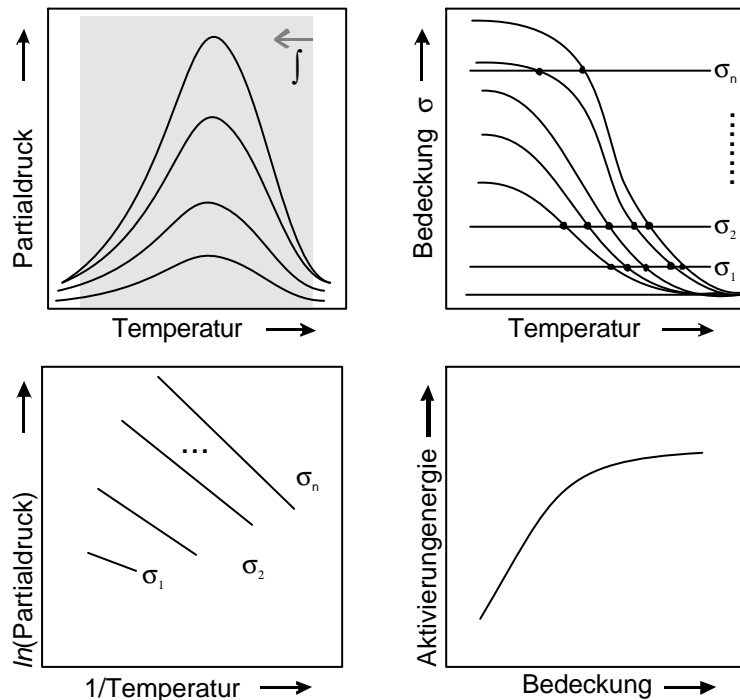 Partialdruck
∫
Temperatur
Bedeckung σ
σn
σ2
σ1
Temperatur
ln(Partialdruck)
...
σn
σ2
σ1
1/Temperatur
Aktivierungenergie
Bedeckung